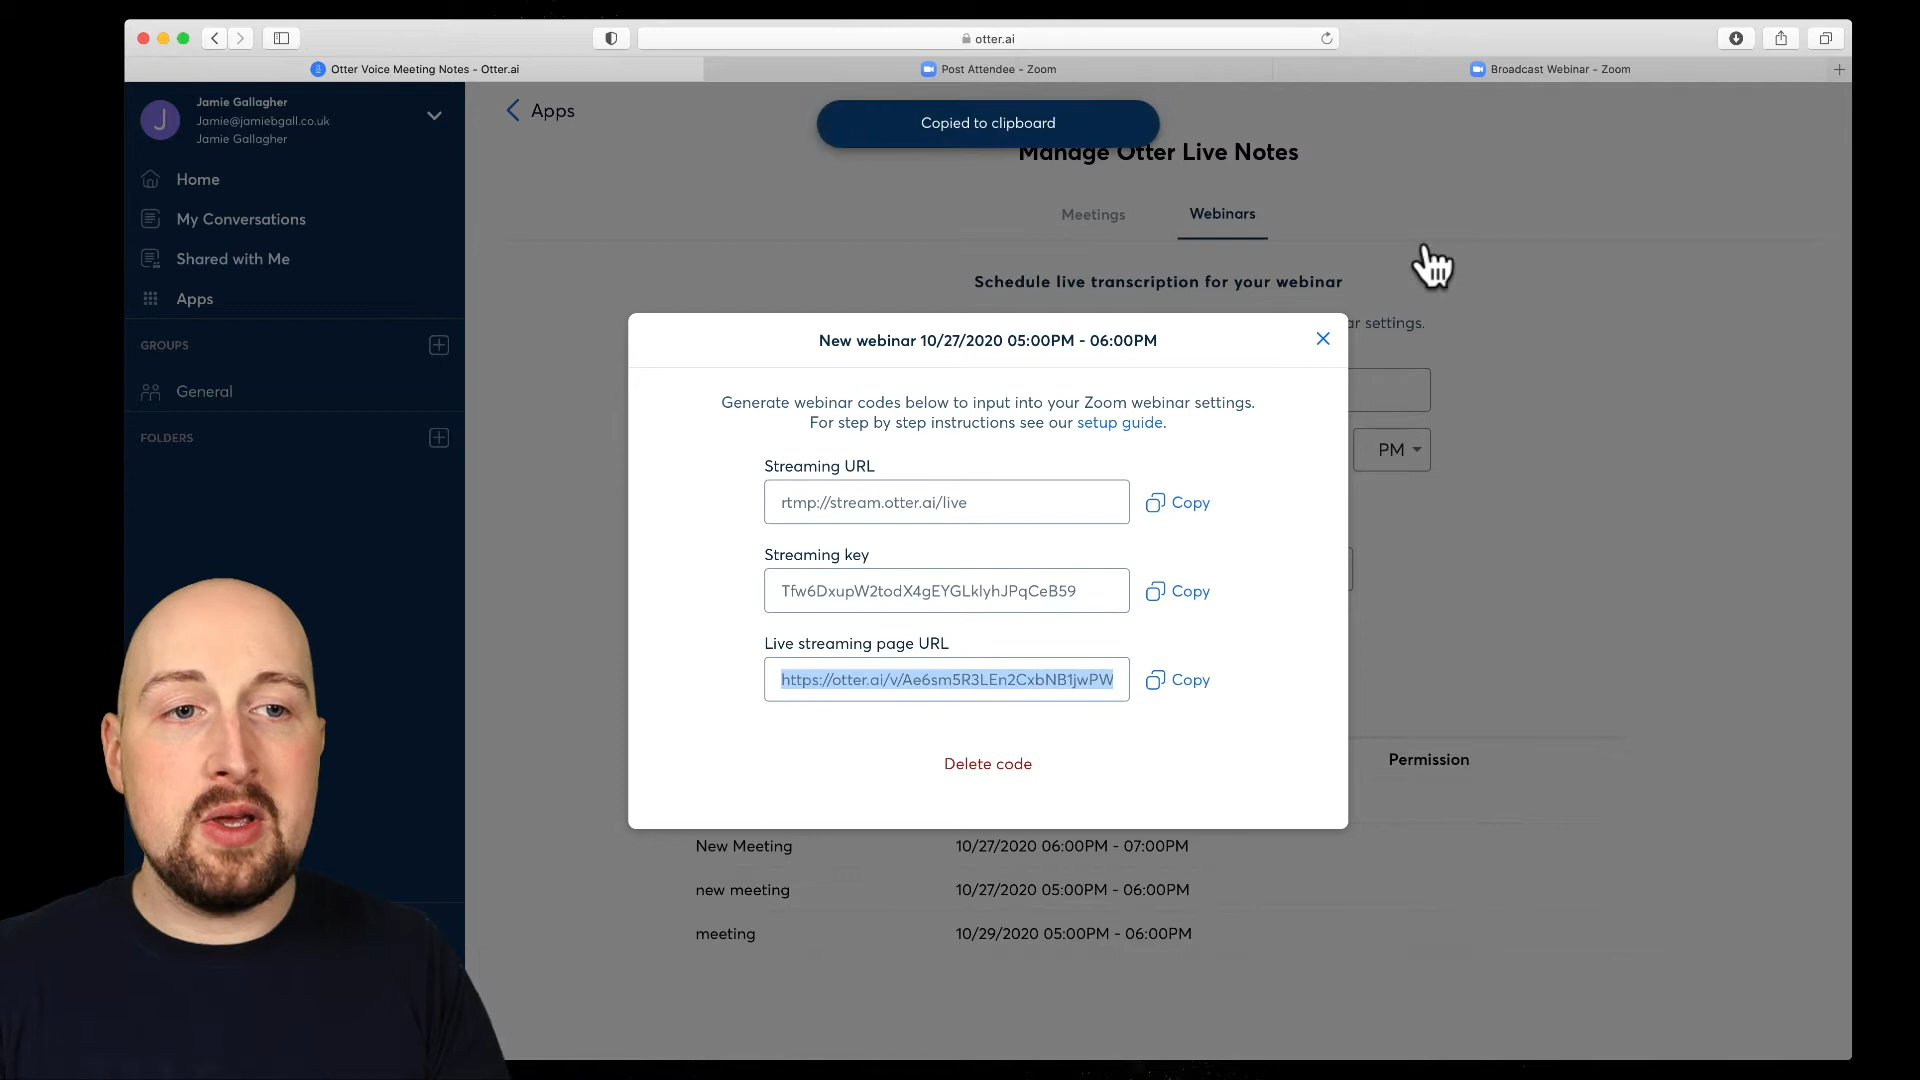 otter.ai
Otter Voice Meeting Notes - Otter.ai
Post Attendee - Zoom
Broadcast Webinar - Zoom
J
Jamie Gallagher
Jamie@jamiebgall.co.uk
Jamie Gallagher
Home
My Conversations
Shared with Me
Apps
GROUPS
General
FOLDERS
Apps
Copied to clipboard
Manage Otter Live Notes
Meetings
Webinars
Schedule live transcription for your webinar
ar settings.
PM
New webinar 10/27/2020 05:00PM - 06:00PM
Generate webinar codes below to input into your Zoom webinar settings.
For step by step instructions see our setup guide.
Streaming URL
rtmp://stream.otter.ai/live
Copy
Streaming key
Tfw6DxupW2todX4gEYGLklyhJPqCeB59
Copy
Live streaming page URL
https://otter.ai/v/Ae6sm5R3LEn2CxbNB1jwPW
Copy
Delete code
Permission
New Meeting 10/27/2020 06:00PM - 07:00PM
new meeting 10/27/2020 05:00PM - 06:00PM
meeting 10/29/2020 05:00PM - 06:00PM